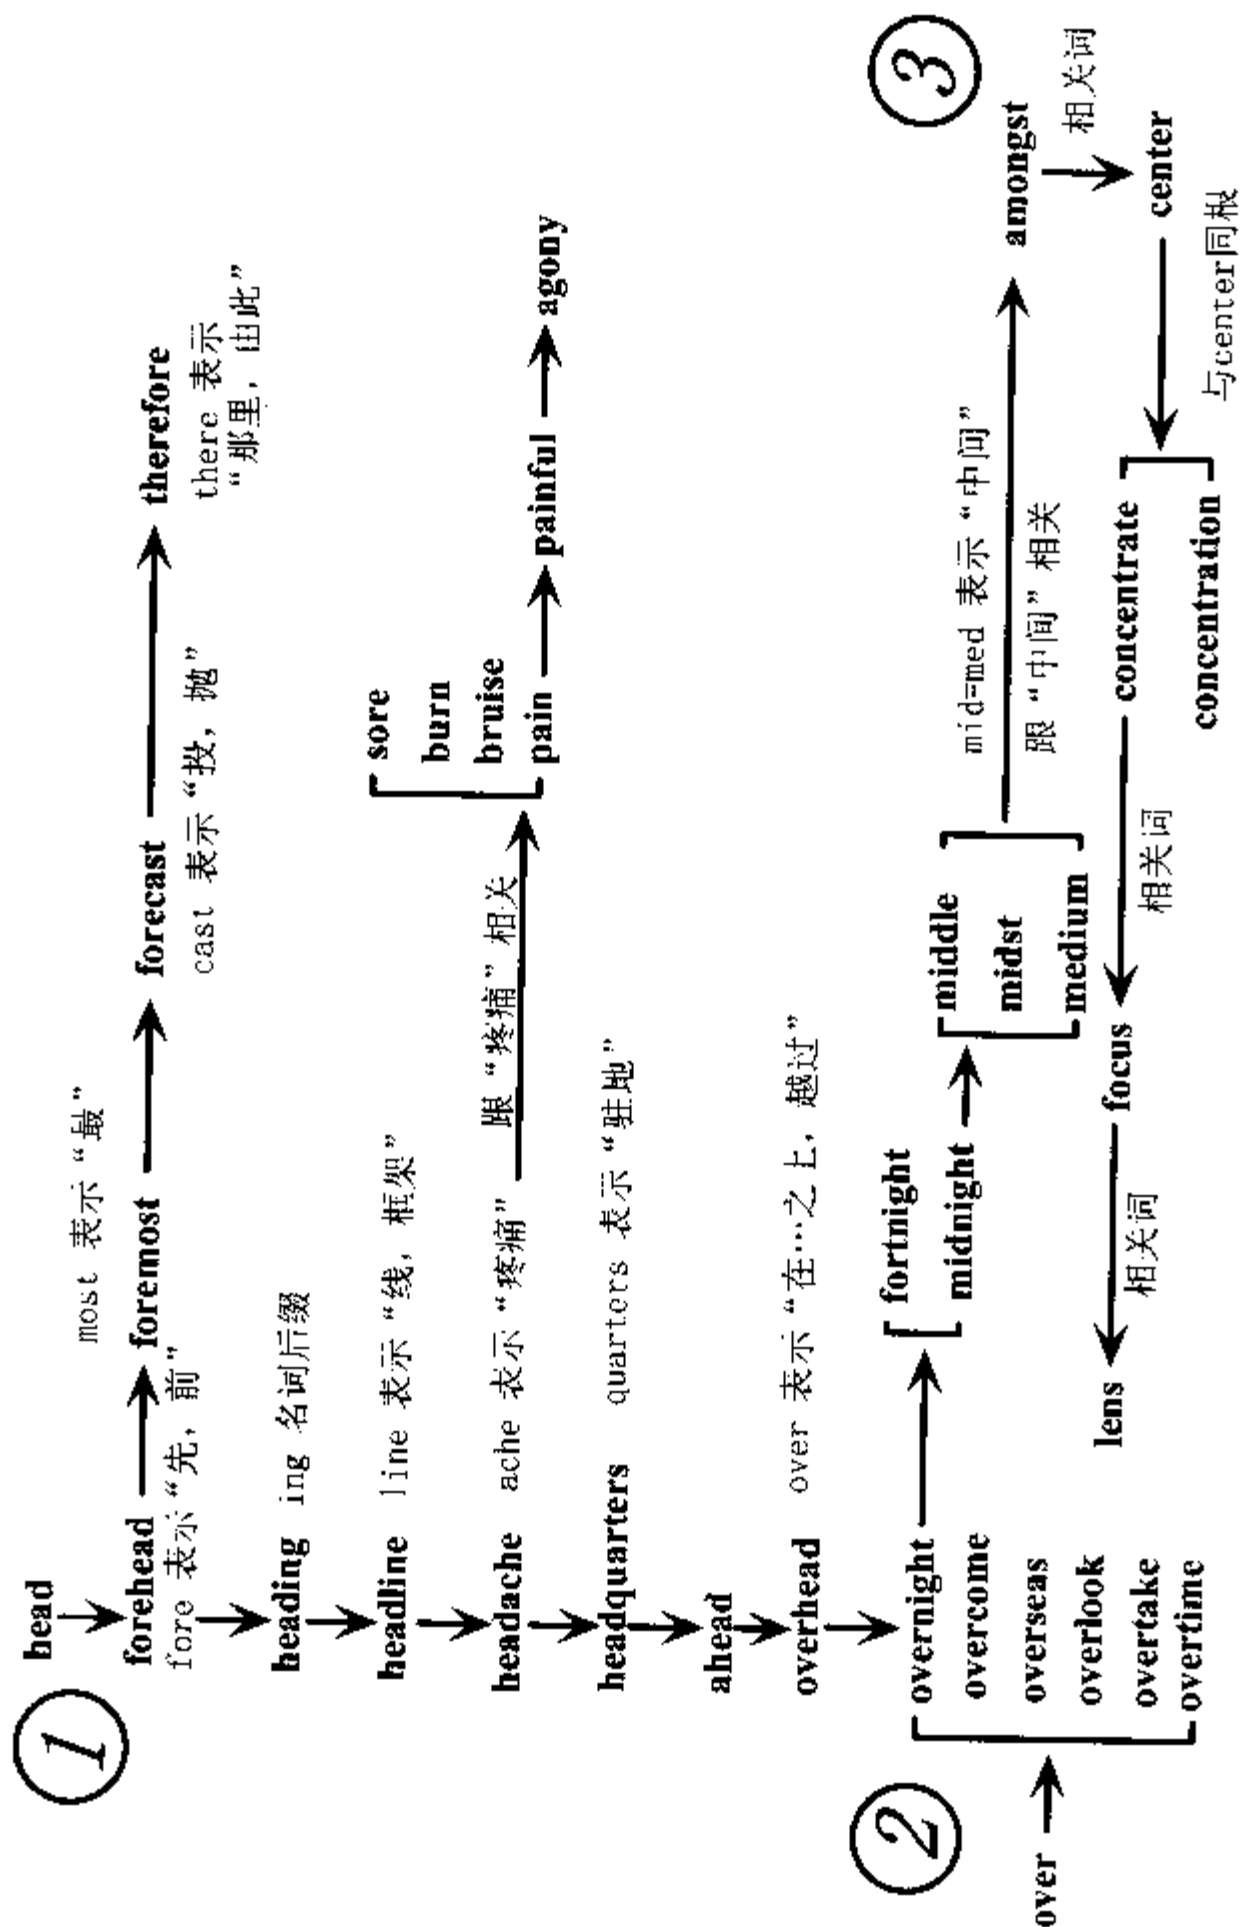 ①
head
forehead
fore 表示“先，前”
foremost
most 表示“最”
forecast
cast 表示“投，抛”
therefore
there 表示
“那里，由此”
heading
ing 名词后缀
headline
line 表示“线，框架”
headache
ache 表示“疼痛”
跟“疼痛”相关
sore
burn
bruise
pain
painful
agony
headquarters
quarters 表示“驻地”
ahead
overhead
over 表示“在…之上，越过”
②
over
overnight
overcome
overseas
overlook
overtake
overtime
fortnight
midnight
middle
midst
medium
mid=med 表示“中间”
跟“中间”相关
③
amongst
相关词
center
与center同根
concentrate
concentration
相关词
focus
相关词
lens